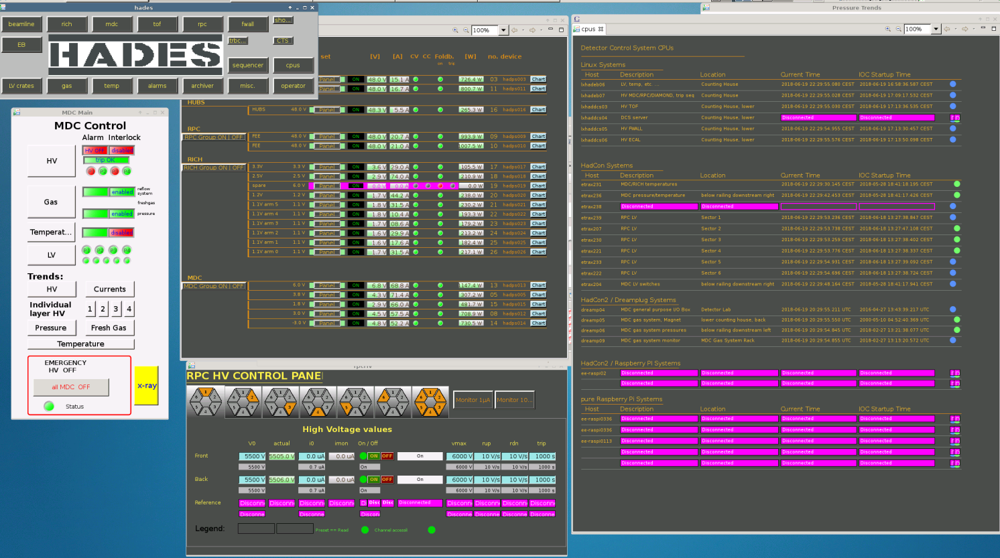 hades
beamline rich mdc tof rpc fwall sho...
EB trbc... CTS
HADES
sequencer cpus
LV crates gas temp alarms archiver misc. operator
MDC Main
MDC Control
Alarm Interlock
HV HV OFF disabled
trip OK
P1 P2 P3 P4
Gas enabled reflow system
freshgas
enabled pressure
Temperat... disabled
LV P1 P2 P3 P4
Trends:
HV Currents
Individual layer HV 1 2 3 4
Pressure Fresh Gas
Temperature
EMERGENCY
HV OFF
all MDC OFF
Status
x-ray
100%
set [V] [A] CV CC Foldb. [W] no. device
on trip
Panel ON 48.0 V 15.1 A 726.4 W 03 hadps003 Chart
Panel ON 48.0 V 16.7 A 800.7 W 11 hadps011 Chart
HUBS
HUBS 48.0 V Panel ON 48.3 V 5.5 A 265.3 W 16 hadps016 Chart
RPC
RPC Group ON | OFF
FEE 48.0 V Panel ON 48.0 V 20.7 A 993.9 W 09 hadps009 Chart
FEE 48.0 V Panel ON 48.0 V 21.0 A 1007.5 W 10 hadps010 Chart
RICH
RICH Group ON | OFF
3.3V 3.3 V Panel ON 3.6 V 29.0 A 105.5 W 17 hadps017 Chart
2.5V 2.5 V Panel ON 2.9 V 74.0 A 210.9 W 18 hadps018 Chart
spare 6.0 V Panel ON 0.0 V 0.0 A 0.0 W 19 hadps019 Chart
1.2V 1.2 V Panel ON 1.7 V 44.2 A 238.0 W 20 hadps020 Chart
1.1V arm 5 1.1 V Panel ON 1.8 V 31.5 A 230.2 W 21 hadps021 Chart
1.1V arm 4 1.1 V Panel ON 1.8 V 10.4 A 193.3 W 22 hadps022 Chart
1.1V arm 3 1.1 V Panel ON 1.7 V 08.6 A 179.2 W 23 hadps023 Chart
1.1V arm 2 1.1 V Panel ON 1.6 V 29.9 A 213.2 W 24 hadps024 Chart
1.1V arm 1 1.1 V Panel ON 1.6 V 17.6 A 182.4 W 25 hadps025 Chart
1.1V arm 0 1.1 V Panel ON 1.7 V 31.5 A 217.1 W 26 hadps026 Chart
MDC
MDC Group ON | OFF
6.0 V Panel ON 6.8 V 68.8 A 1147.4 W 13 hadps013 Chart
3.8 V Panel ON 4.3 V 71.4 A 307.2 W 05 hadps005 Chart
1.8 V Panel ON 2.9 V 66.0 A 481.7 W 15 hadps015 Chart
3.0 V Panel ON 4.5 V 57.5 A 708.9 W 08 hadps012 Chart
-3.0 V Panel ON 4.8 V 52.2 A 730.5 W 14 hadps014 Chart
RPC HV CONTROL PANE
Monitor 1µA Monitor 10...
High Voltage values
V0 actual i0 imon On / Off vmax rup rdn trip
Front 5500 V 5505.0 V 0.0 uA 0.0 uA ON OFF On 6000 V 10 V/s 10 V/s 1000 s
5500 V 0.7 uA On 6000 V 10 V/s 10 V/s 1000 s
Back 5500 V 5506.0 V 0.0 uA 0.0 uA ON OFF On 6000 V 10 V/s 10 V/s 1000 s
5500 V 0.7 uA On 6000 V 10 V/s 10 V/s 1000 s
Reference Disconn Disconn Disconn Disconn D Disc Disc Disconnected Disconn Disconn Disconn Disconn
Disconne Disconne Disconn Disconne Disconne Disconne Disconne
Legend: Preset == Read Channel accessil
Pressure Trends
cpus
100%
Detector Control System CPUs
Linux Systems
Host Description Location Current Time IOC Startup Time
lxhadeb06 LV, temp, etc. ... Counting House 2018-06-19 22:29:55.080 CEST 2018-06-19 16:58:36.587 CEST
lxhadeb07 HV MDC/RPC/DIAMOND, trip seq Counting House 2018-06-19 22:29:55.028 CEST 2018-06-19 17:09:17.532 CEST
lxhaddcs03 HV TOF Counting House, lower 2018-06-19 22:29:55.159 CEST 2018-06-19 17:13:36.535 CEST
lxhaddcs04 DCS server Counting House, lower Disconnected Disconnected
lxhaddcs05 HV FWALL Counting House, lower 2018-06-19 22:29:54.955 CEST 2018-06-19 17:13:30.457 CEST
lxhaddcs06 HV ECAL Counting House, lower 2018-06-19 22:29:55.576 CEST 2018-06-19 17:13:50.098 CEST
HadCon Systems
Host Description Location Current Time IOC Startup Time
etrax231 MDC/RICH temperatures 2018-06-19 22:29:30.145 CEST 2018-05-28 18:41:18.195 CEST
etrax236 MDC pressure/temperature below railing downstream right 2018-06-19 22:29:42.453 CEST 2018-05-28 18:41:17.426 CEST
etrax238 Disconnected Disconnected
etrax239 RPC LV Sector 1 2018-06-19 22:29:53.236 CEST 2018-06-18 13:27:38.847 CEST
etrax207 RPC LV Sector 2 2018-06-19 22:29:53.738 CEST 2018-06-18 13:27:47.108 CEST
etrax230 RPC LV Sector 3 2018-06-19 22:29:53.259 CEST 2018-06-18 13:27:38.402 CEST
etrax221 RPC LV Sector 4 2018-06-19 22:29:53.776 CEST 2018-06-18 13:27:38.337 CEST
etrax233 RPC LV Sector 5 2018-06-19 22:29:54.931 CEST 2018-06-18 13:27:39.092 CEST
etrax222 RPC LV Sector 6 2018-06-19 22:29:54.696 CEST 2018-06-18 13:27:38.724 CEST
etrax204 MDC LV switches below railing downstream right 2018-06-19 22:29:48.164 CEST 2018-05-28 18:41:17.941 CEST
HadCon2 / Dreamplug Systems
dreamp04 MDC general purpose I/O Box Detector Lab 2018-06-19 20:29:55.211 UTC 2016-04-27 13:43:39.217 UTC
dreamp05 MDC gas system, Magnet lower counting house, back 2018-06-19 20:29:55.550 UTC 2000-05-10 04:52:40.369 UTC
dreamp06 MDC gas system pressures below railing downstream left 2018-06-19 20:29:54.845 UTC 2018-02-27 13:21:38.077 UTC
dreamp09 MDC gas system monitor MDC Gas System Rack 2018-06-19 20:29:54.855 UTC 2018-02-27 13:13:20.572 UTC
HadCon2 / Raspberry PI Systems
ee-raspi02 Disconnected Disconnected Disconnected Disconnected
Disconnected Disconnected Disconnected Disconnected
pure Raspberry Pi Systems
Host Description Location Current Time IOC Startup Time
ee-raspi0336 Disconnected Disconnected Disconnected Disconnected
ee-raspi0336 Disconnected Disconnected Disconnected Disconnected
ee-raspi0113 Disconnected Disconnected Disconnected Disconnected
Disconnected Disconnected Disconnected Disconnected
Disconnected Disconnected Disconnected Disconnected